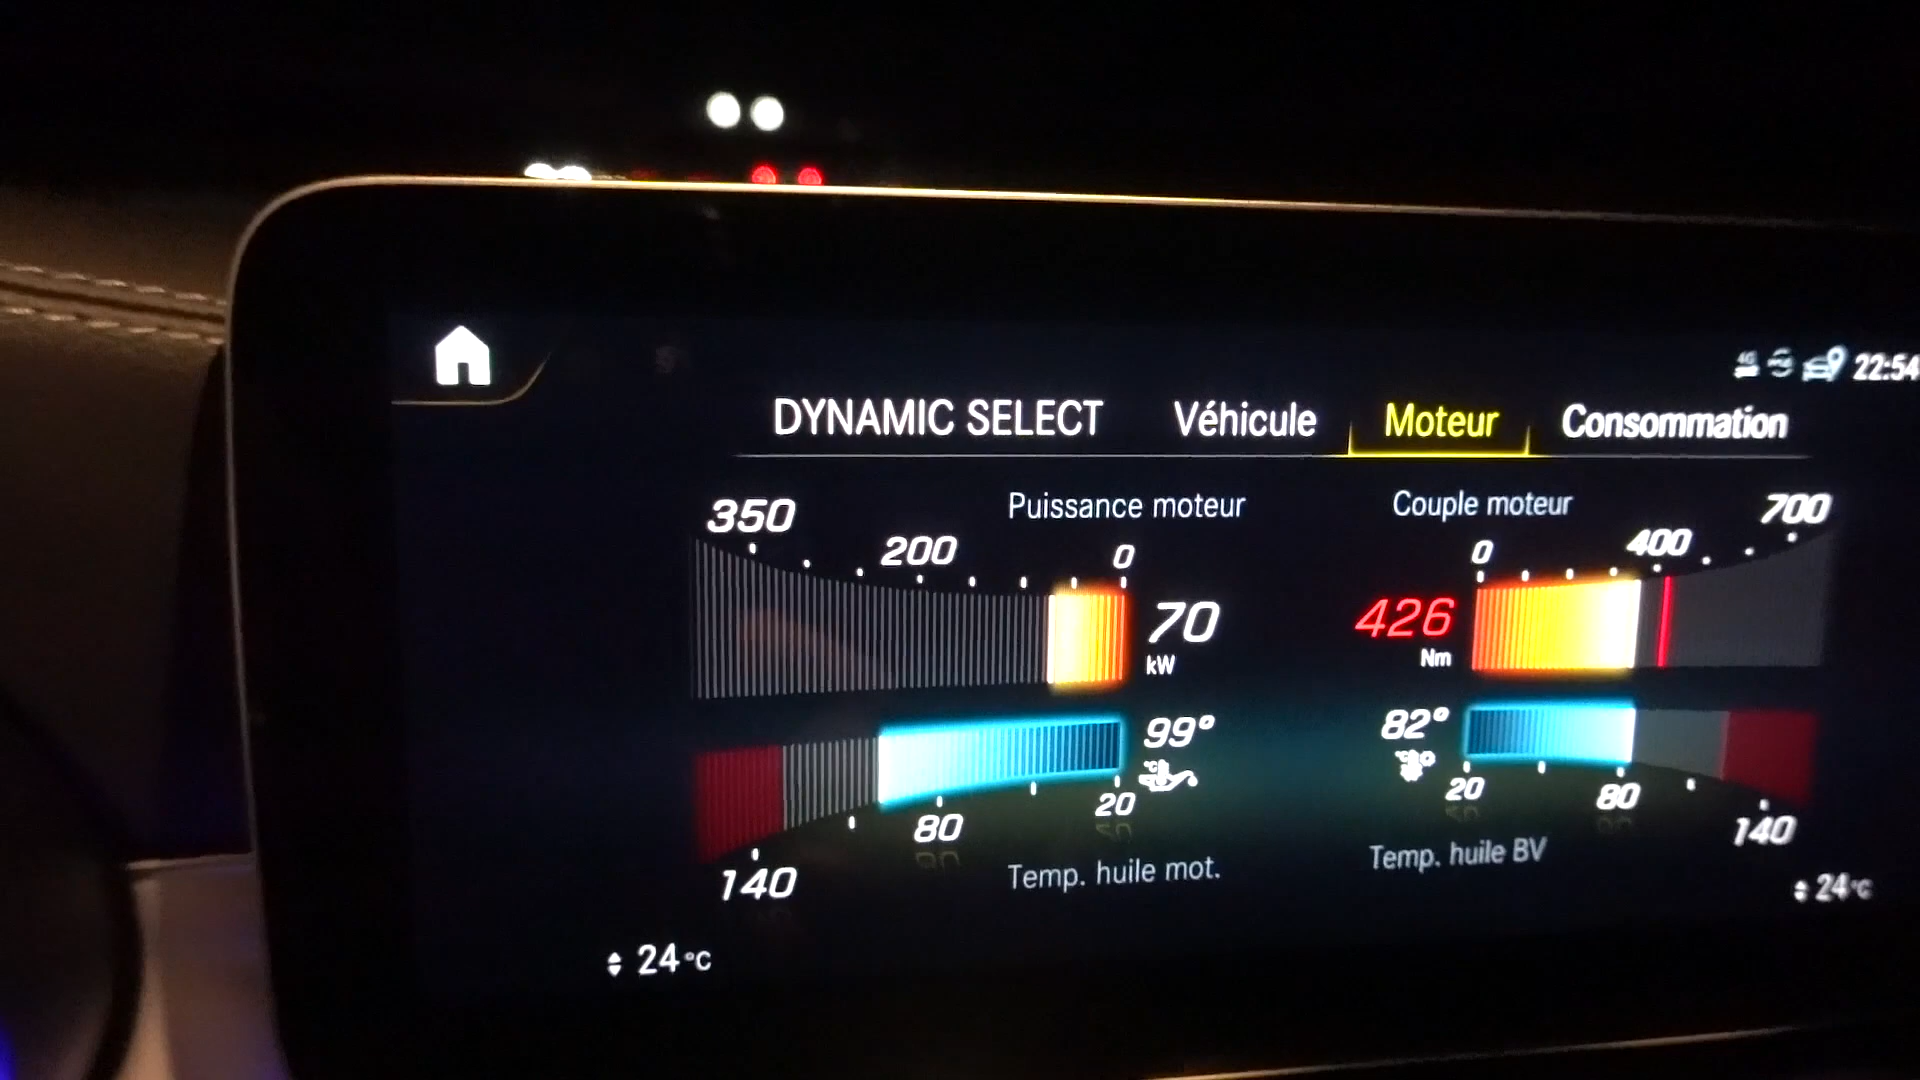 4G
22:54
DYNAMIC SELECT Véhicule Moteur Consommation
Puissance moteur Couple moteur
350 200 0 0 400 700
70 kW
426 Nm
99° 82°
80 20 20 80
140 140
Temp. huile mot. Temp. huile BV
24°C 24°C